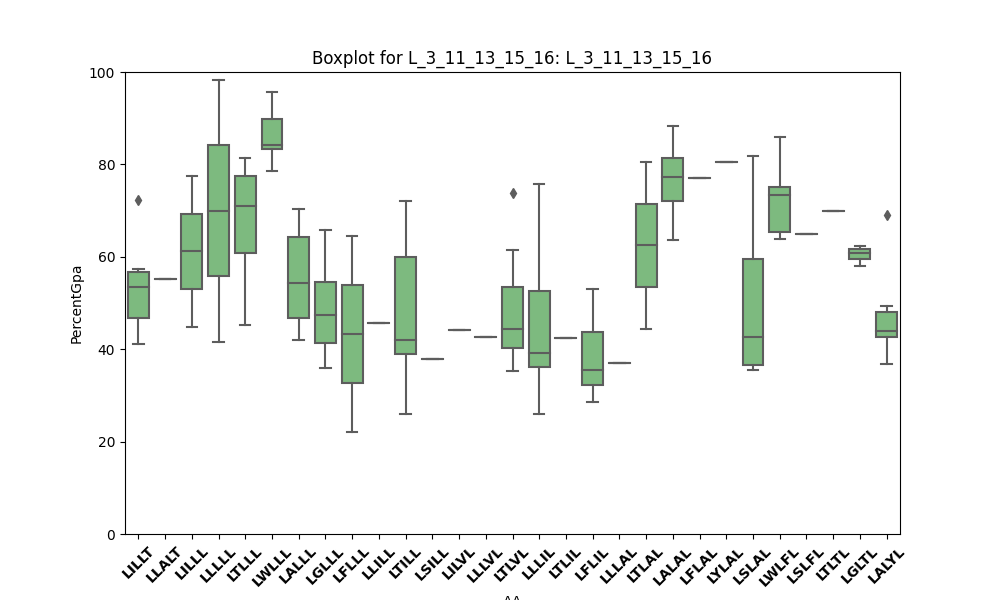 Boxplot for L_3_11_13_15_16: L_3_11_13_15_16
100
80
60
40
20
0
PercentGpa
LILLT
LLALT
LILLL
LLLLL
LTLLL
LWLLL
LALLL
LGLLL
LFLLL
LLILL
LTILL
LSILL
LILVL
LLLVL
LTLVL
LLLIL
LTLIL
LFLIL
LLLAL
LTLAL
LALAL
LFLAL
LYLAL
LSLAL
LWLFL
LSLFL
LTLTL
LGLTL
LALYL
AA